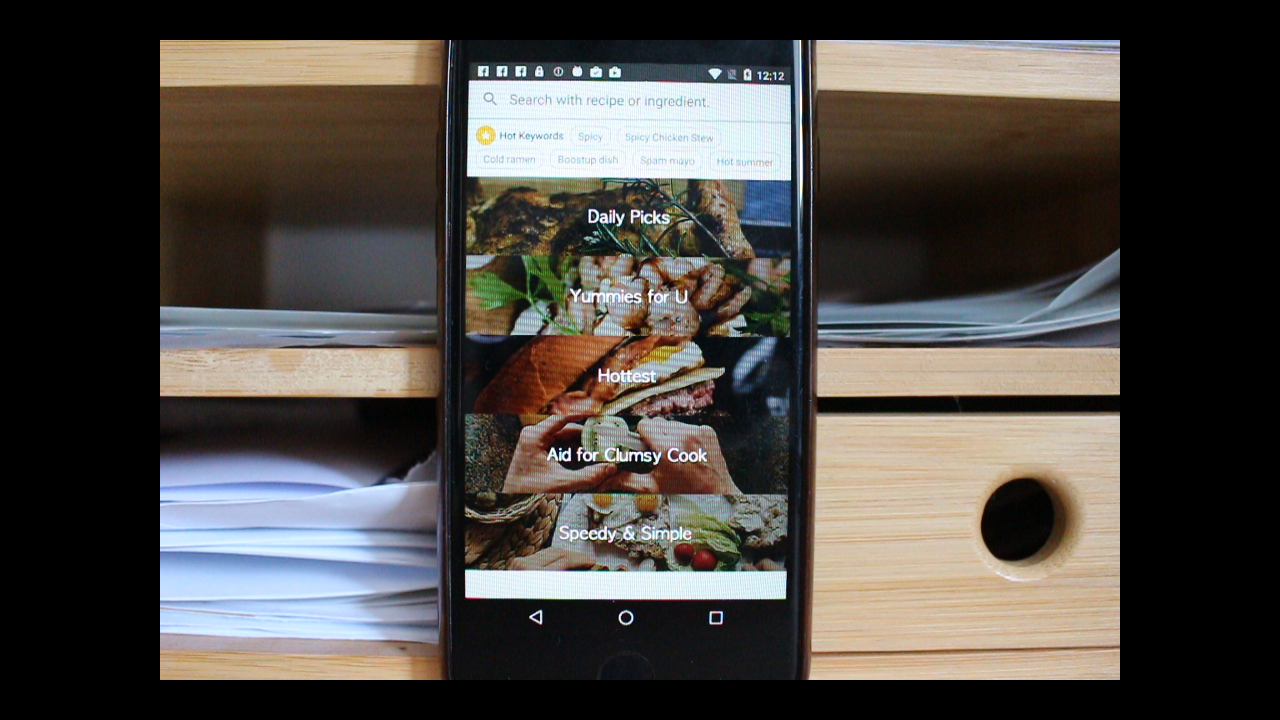 12:12
Search with recipe or ingredient.
Hot Keywords Spicy Spicy Chicken Stew
Cold ramen Boostup dish Spam mayo Hot summer
Daily Picks
Yummies for U
Hottest
Aid for Clumsy Cook
Speedy & Simple